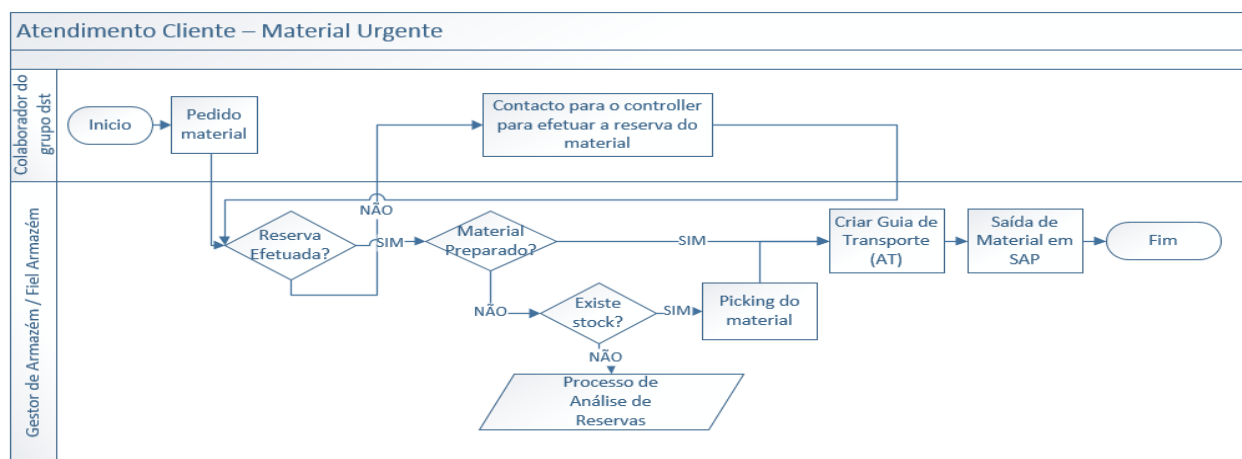 Atendimento Cliente – Material Urgente
Colaborador do
grupo dst
Inicio
Pedido
material
Contacto para o controller
para efetuar a reserva do
material
Gestor de Armazém / Fiel Armazém
Reserva
Efetuada?
NÃO
SIM
Material
Preparado?
SIM
NÃO
Existe
stock?
SIM
Picking do
material
NÃO
Processo de
Análise de
Reservas
Criar Guia de
Transporte
(AT)
Saída de
Material em
SAP
Fim